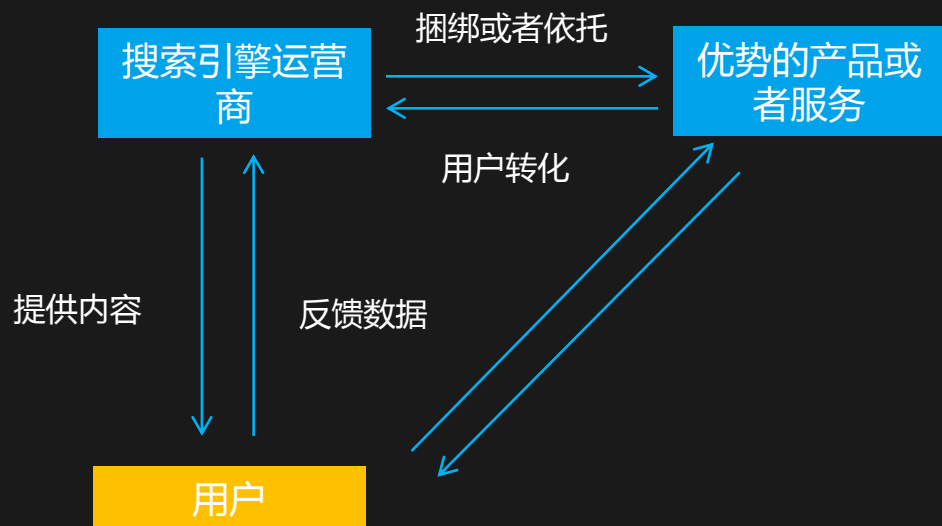 捆绑或者依托
搜索引擎运营
商
优势的产品或
者服务
用户转化
提供内容
反馈数据
用户